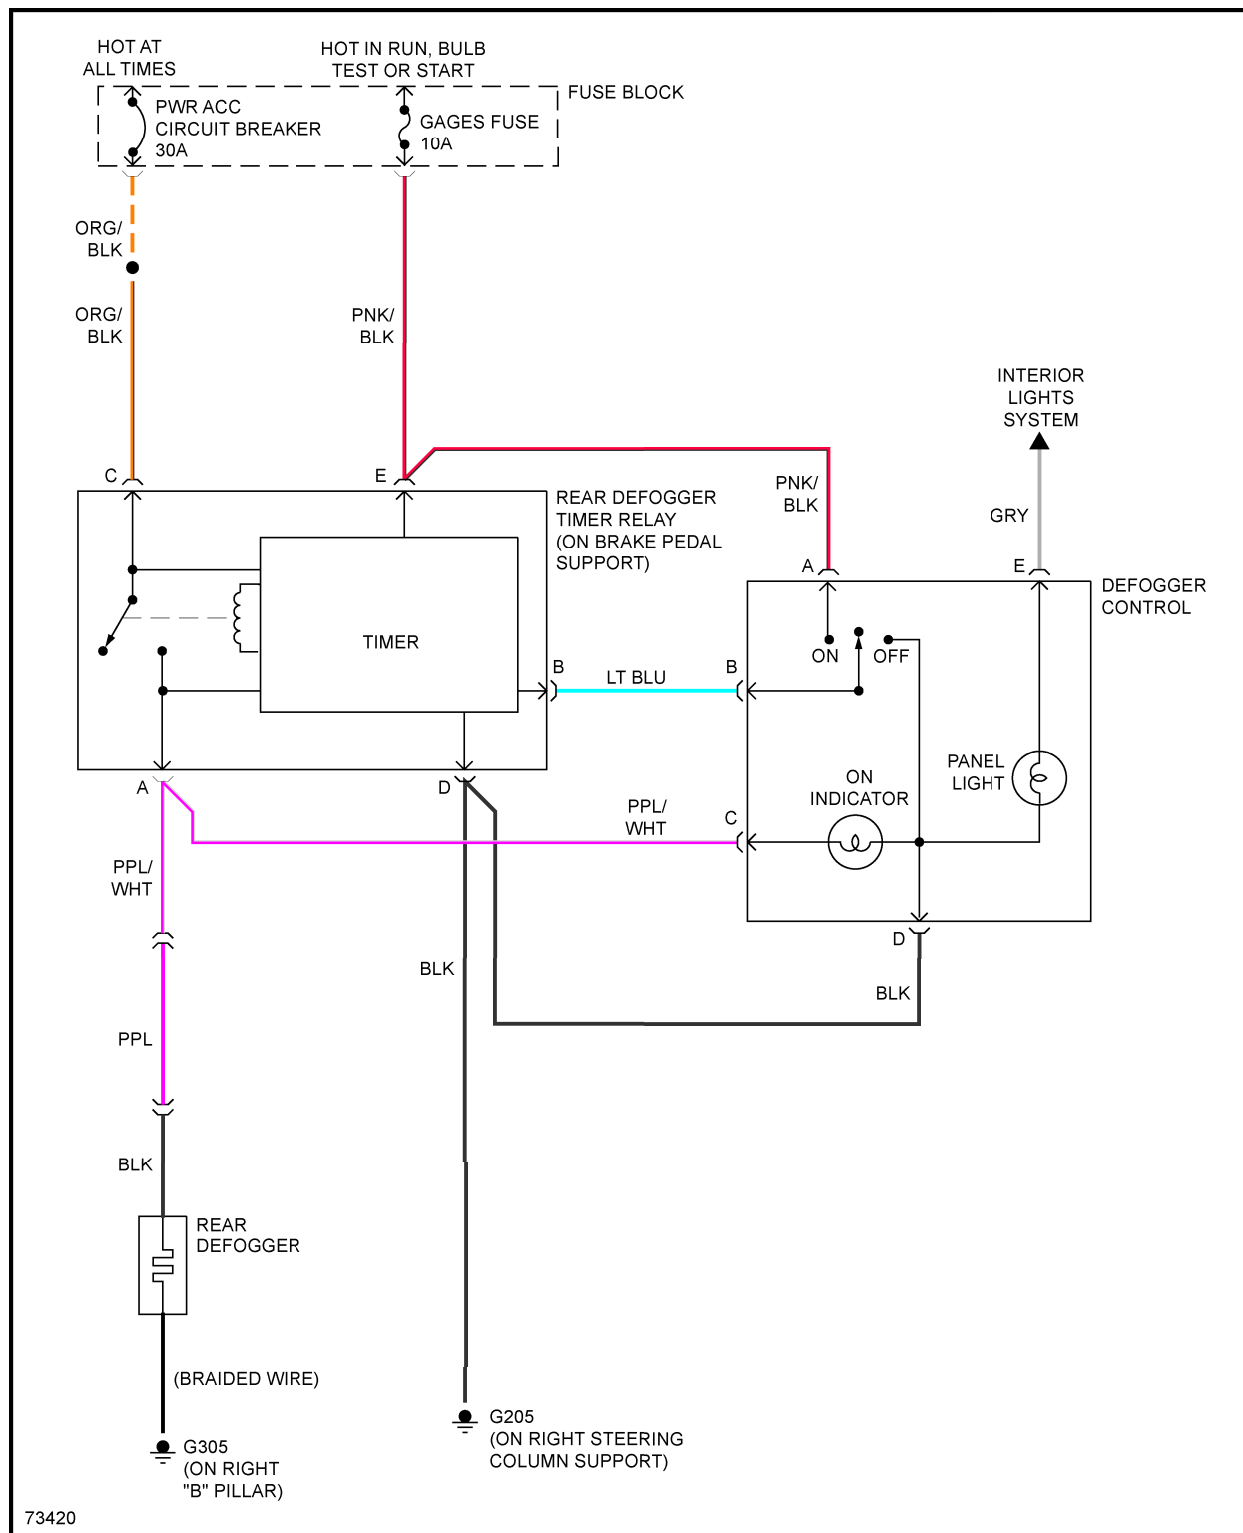 HOT AT
ALL TIMES
HOT IN RUN, BULB
TEST OR START
FUSE BLOCK
PWR ACC
CIRCUIT BREAKER
30A
GAGES FUSE
10A
ORG/
BLK
ORG/
BLK
PNK/
BLK
INTERIOR
LIGHTS
SYSTEM
C
E
PNK/
BLK
GRY
REAR DEFOGGER
TIMER RELAY
(ON BRAKE PEDAL
SUPPORT)
A
E
DEFOGGER
CONTROL
TIMER
ON
OFF
B
LT BLU
B
PANEL
LIGHT
ON
INDICATOR
A
D
PPL/
WHT
C
PPL/
WHT
D
BLK
BLK
PPL
BLK
REAR
DEFOGGER
(BRAIDED WIRE)
G205
(ON RIGHT STEERING
COLUMN SUPPORT)
G305
(ON RIGHT
"B" PILLAR)
73420